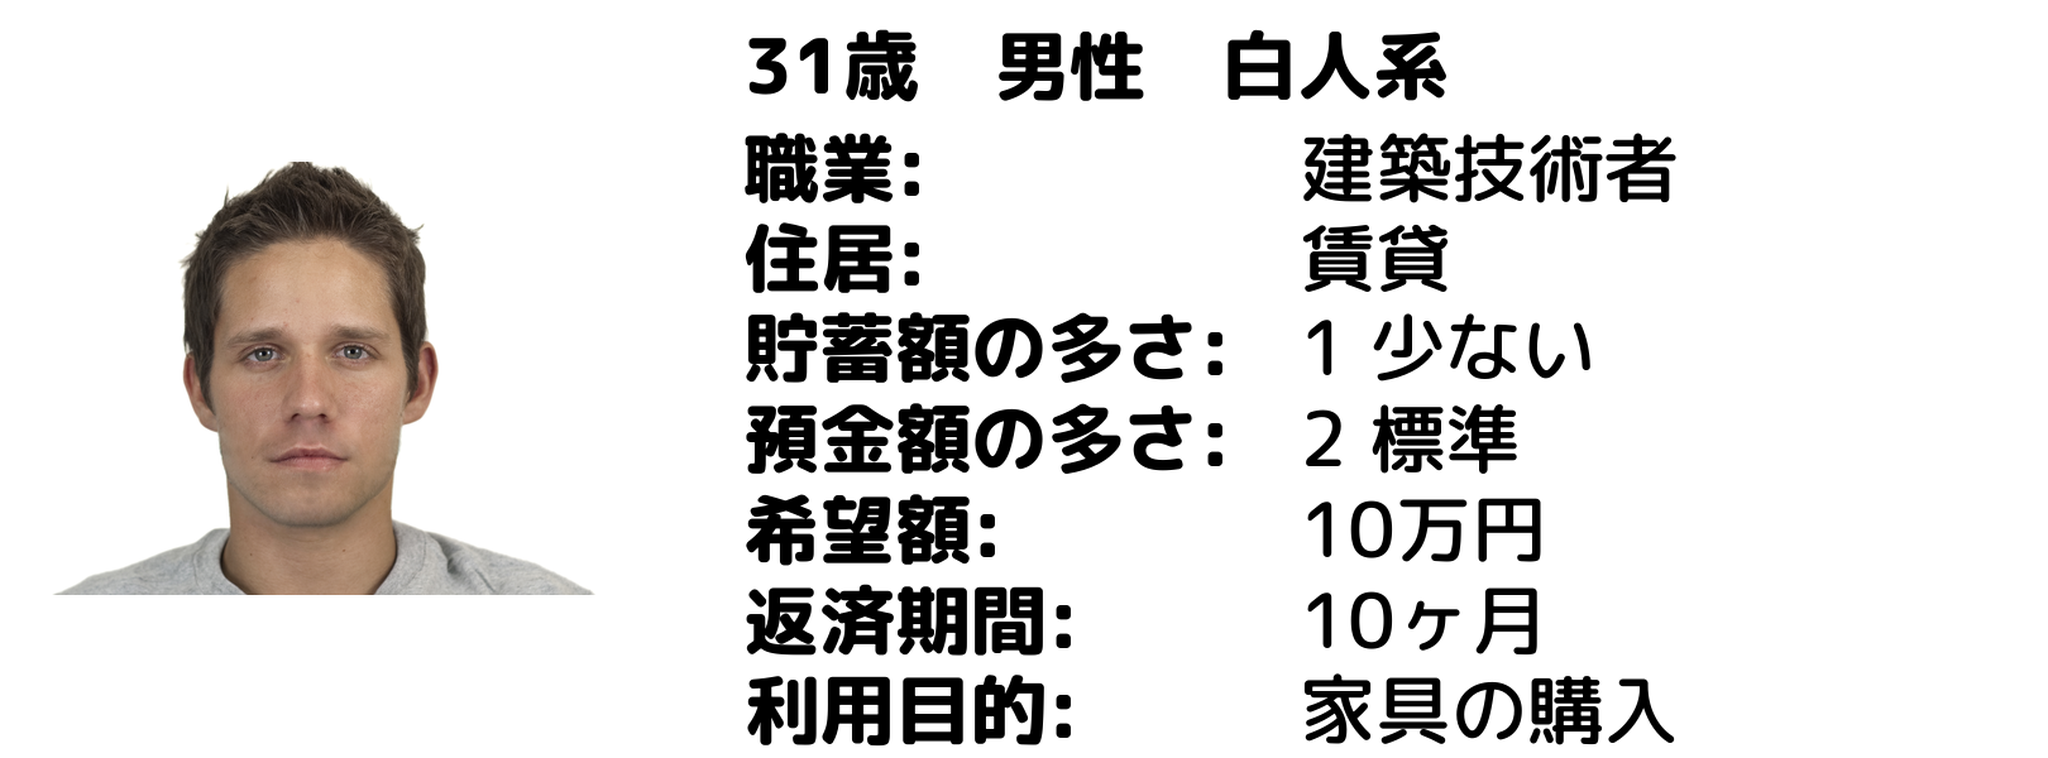 31歳　男性　白人系
職業: 建築技術者
住居: 賃貸
貯蓄額の多さ: 1 少ない
預金額の多さ: 2 標準
希望額: 10万円
返済期間: 10ヶ月
利用目的: 家具の購入